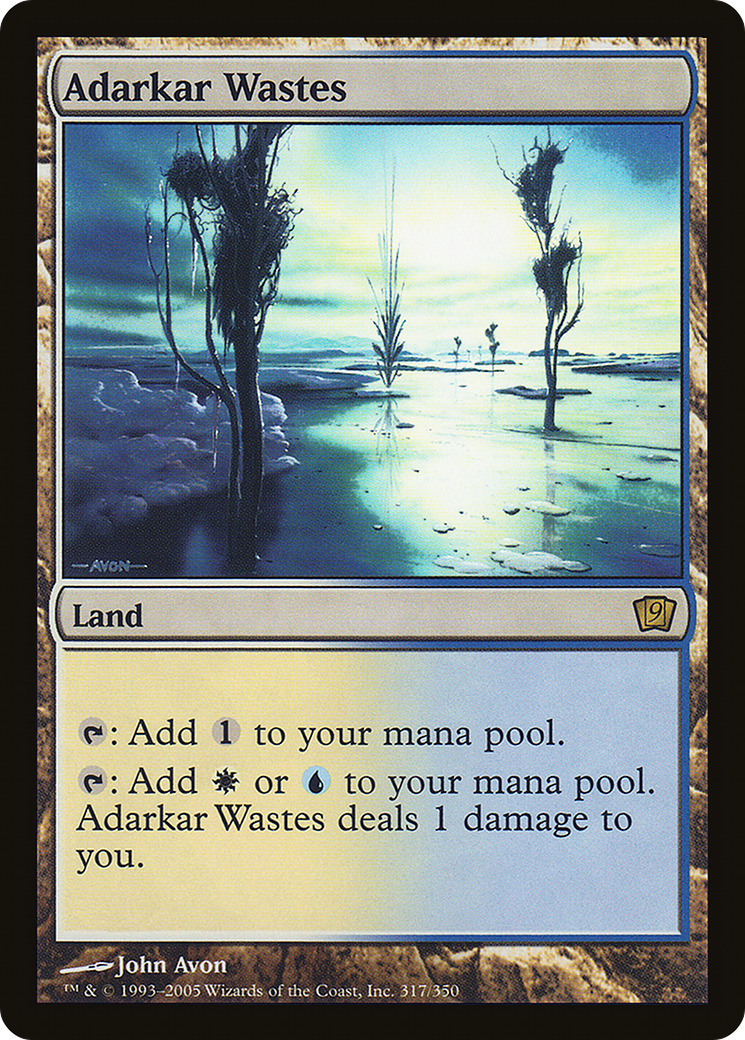 Adarkar Wastes
AVON
Land
9
: Add 1 to your mana pool.
: Add or to your mana pool.
Adarkar Wastes deals 1 damage to
you.
John Avon
™ & © 1993–2005 Wizards of the Coast, Inc. 317/350